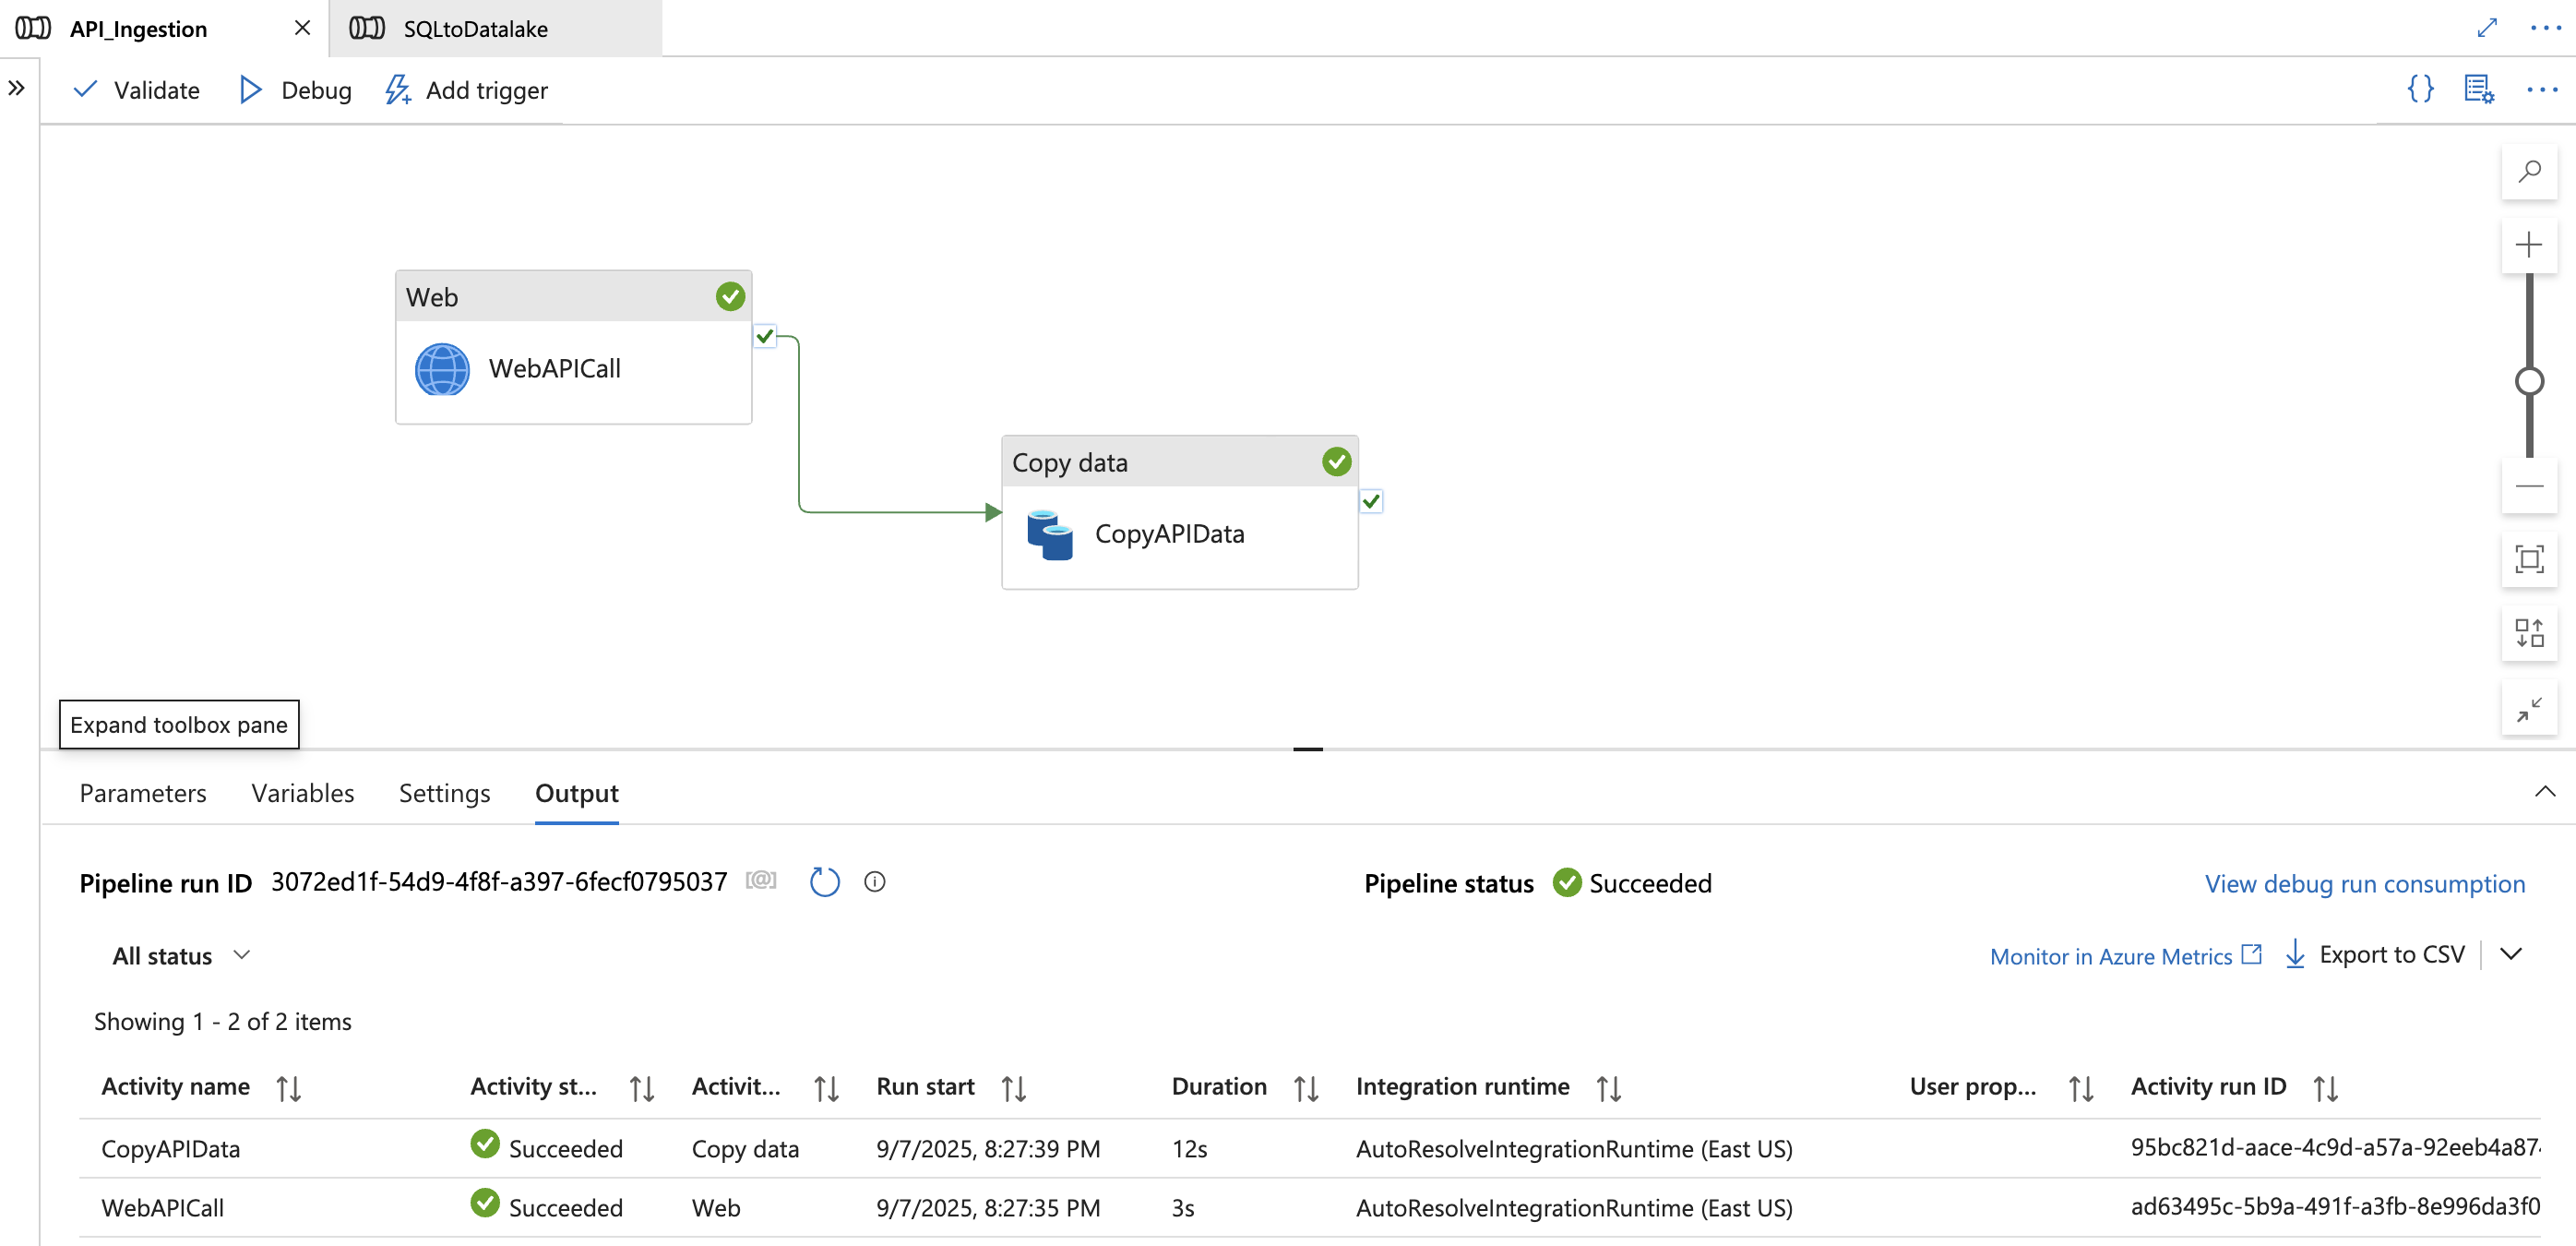 API_Ingestion
SQLtoDatalake
Validate Debug Add trigger
Web
WebAPICall
Copy data
CopyAPIData
Expand toolbox pane
Parameters Variables Settings Output
Pipeline run ID 3072ed1f-54d9-4f8f-a397-6fecf0795037 [@] Pipeline status Succeeded View debug run consumption
All status Monitor in Azure Metrics Export to CSV
Showing 1 - 2 of 2 items
Activity name Activity st... Activit... Run start Duration Integration runtime User prop... Activity run ID
CopyAPIData Succeeded Copy data 9/7/2025, 8:27:39 PM 12s AutoResolveIntegrationRuntime (East US) 95bc821d-aace-4c9d-a57a-92eeb4a874
WebAPICall Succeeded Web 9/7/2025, 8:27:35 PM 3s AutoResolveIntegrationRuntime (East US) ad63495c-5b9a-491f-a3fb-8e996da3f0